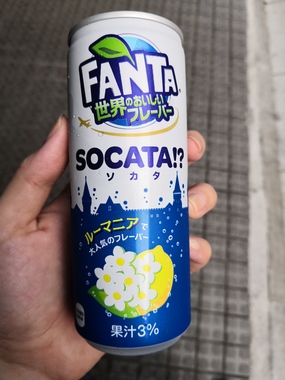 FANTA
世界のおいしい
フレーバー
SOCATA!?
ソカタ
ルーマニアで
大人気のフレーバー
果汁3%